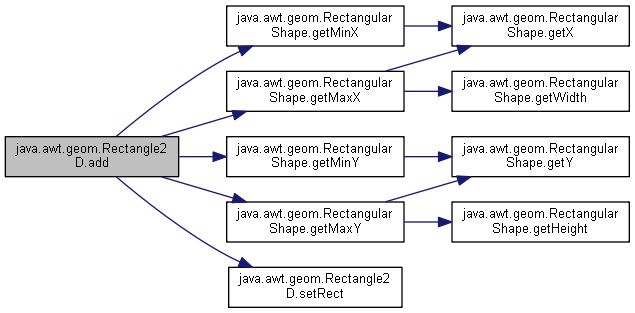 java.awt.geom.Rectangular
Shape.getMinX
java.awt.geom.Rectangular
Shape.getX
java.awt.geom.Rectangular
Shape.getMaxX
java.awt.geom.Rectangular
Shape.getWidth
java.awt.geom.Rectangle2
D.add
java.awt.geom.Rectangular
Shape.getMinY
java.awt.geom.Rectangular
Shape.getY
java.awt.geom.Rectangular
Shape.getMaxY
java.awt.geom.Rectangular
Shape.getHeight
java.awt.geom.Rectangle2
D.setRect